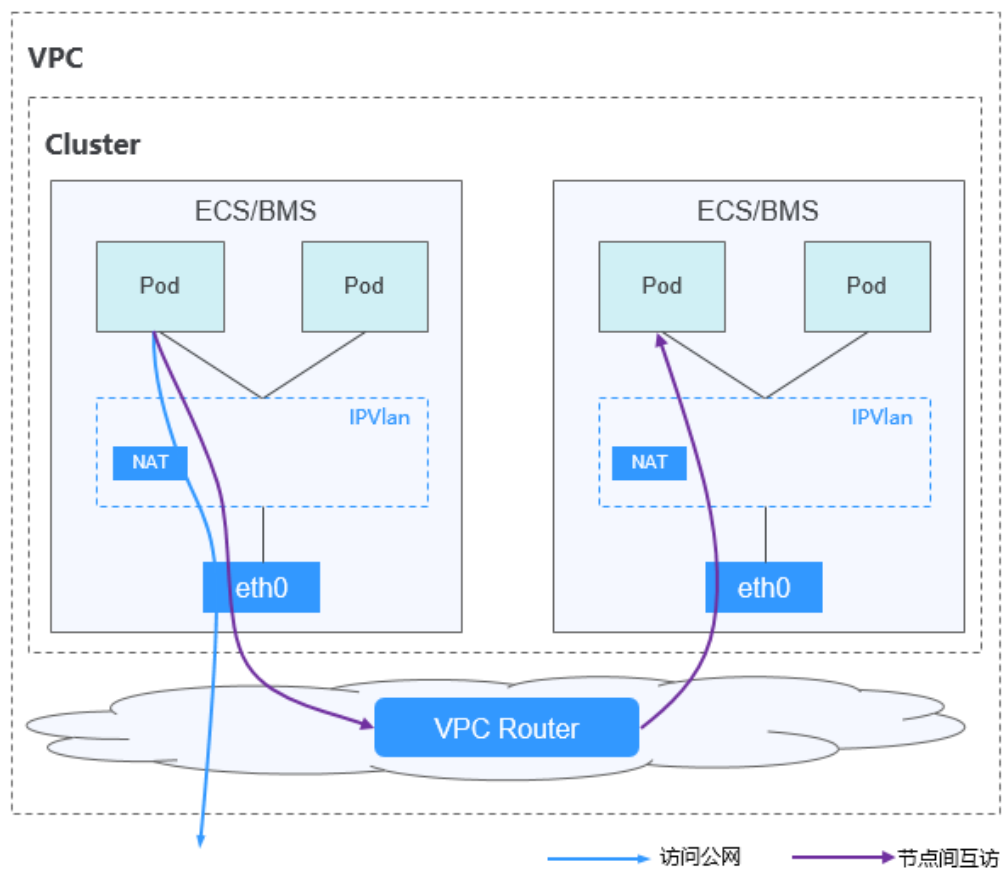 VPC
Cluster
ECS/BMS
ECS/BMS
Pod
Pod
Pod
Pod
IPVlan
IPVlan
NAT
NAT
eth0
eth0
VPC Router
访问公网
节点间互访